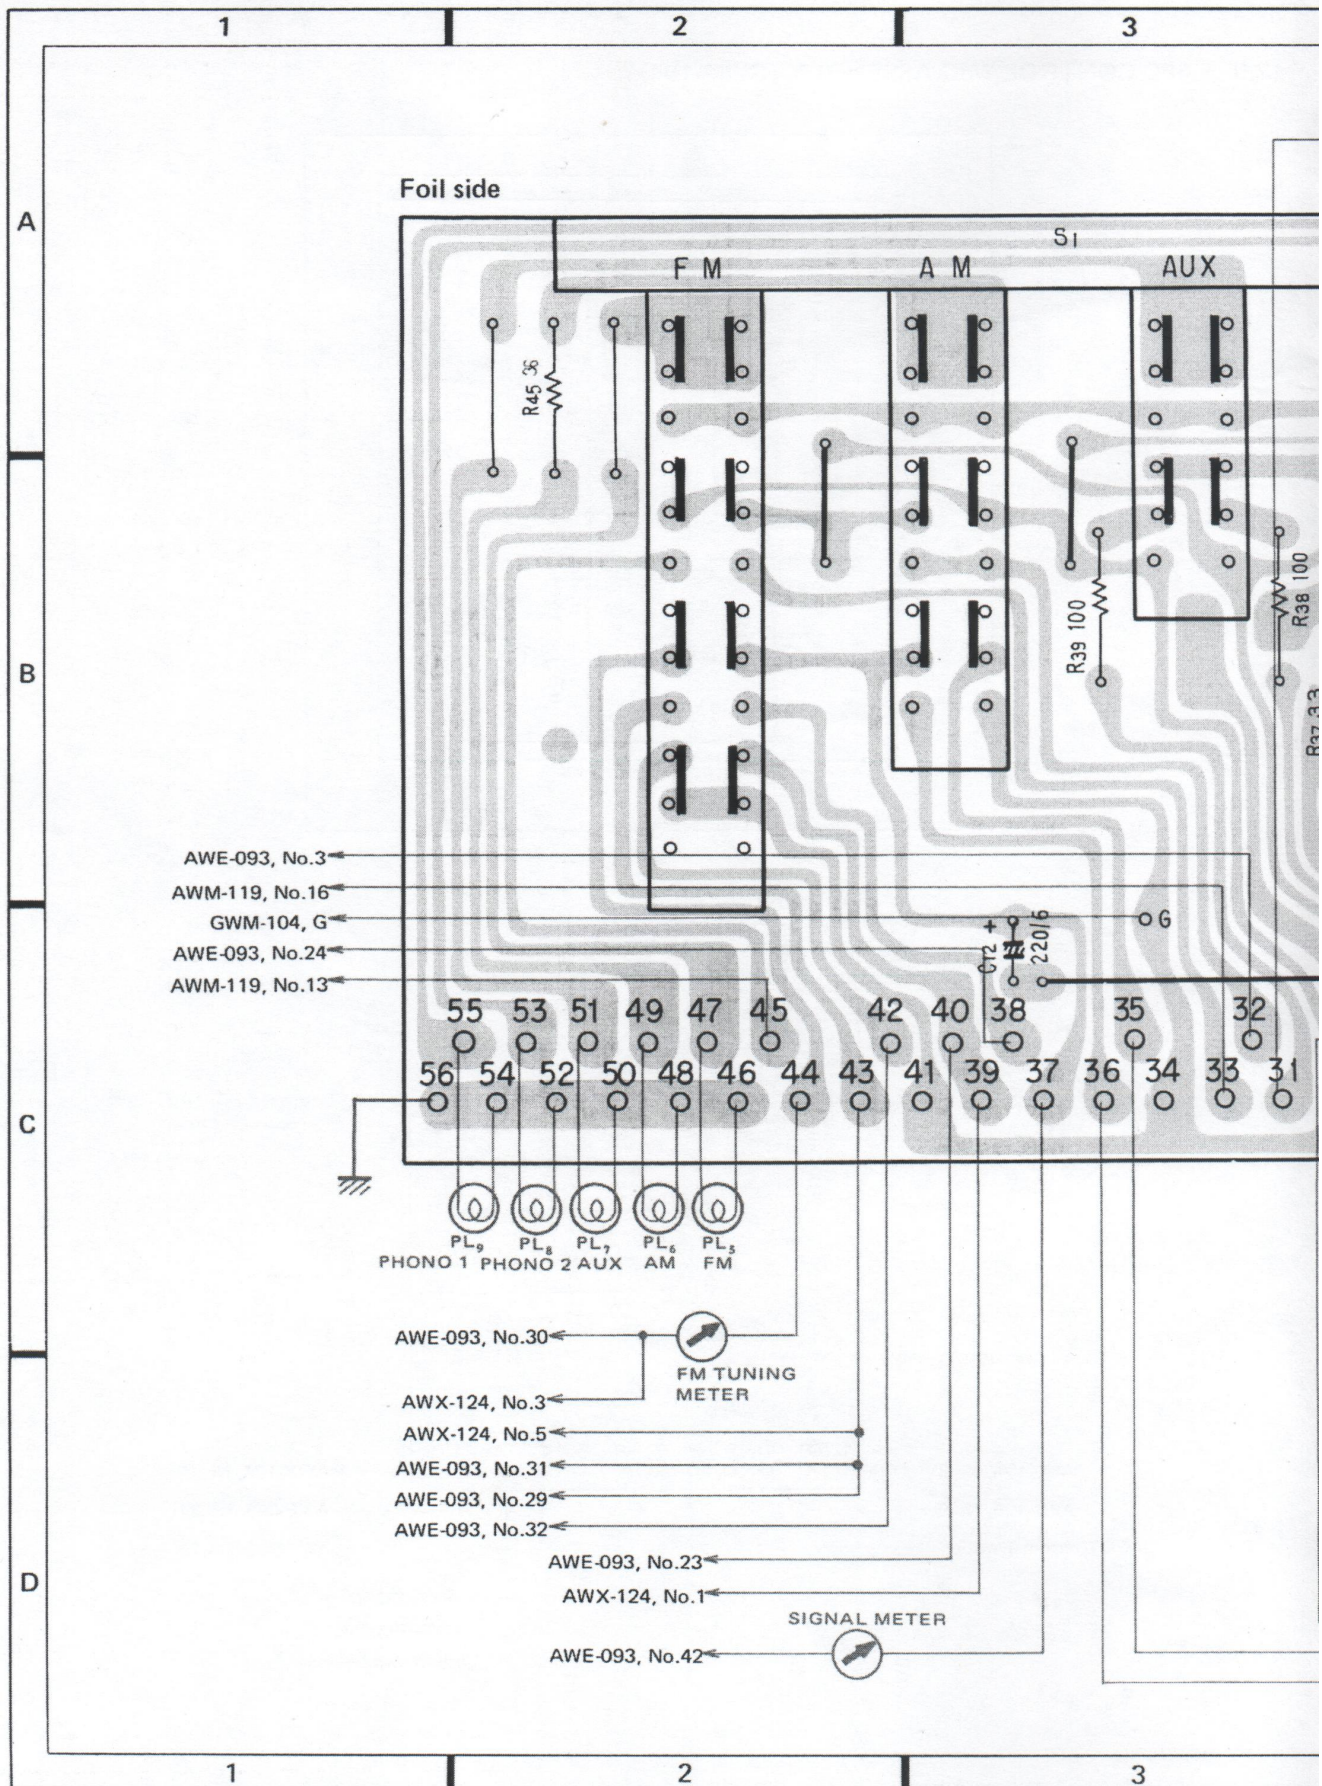 1 2 3
Foil side
A
S1
FM AM AUX
R45 36
R39 100
R38 100
B
R37 33
AWE-093, No.3
AWM-119, No.16
GWM-104, G
G
AWE-093, No.24
+
C12 220/6
AWM-119, No.13
55 53 51 49 47 45 42 40 38 35 32
56 54 52 50 48 46 44 43 41 39 37 36 34 33 31
C
PL9 PL8 PL7 PL6 PL5
PHONO 1 PHONO 2 AUX AM FM
AWE-093, No.30
FM TUNING
METER
AWX-124, No.3
AWX-124, No.5
AWE-093, No.31
AWE-093, No.29
AWE-093, No.32
AWE-093, No.23
D
AWX-124, No.1
SIGNAL METER
AWE-093, No.42
1 2 3